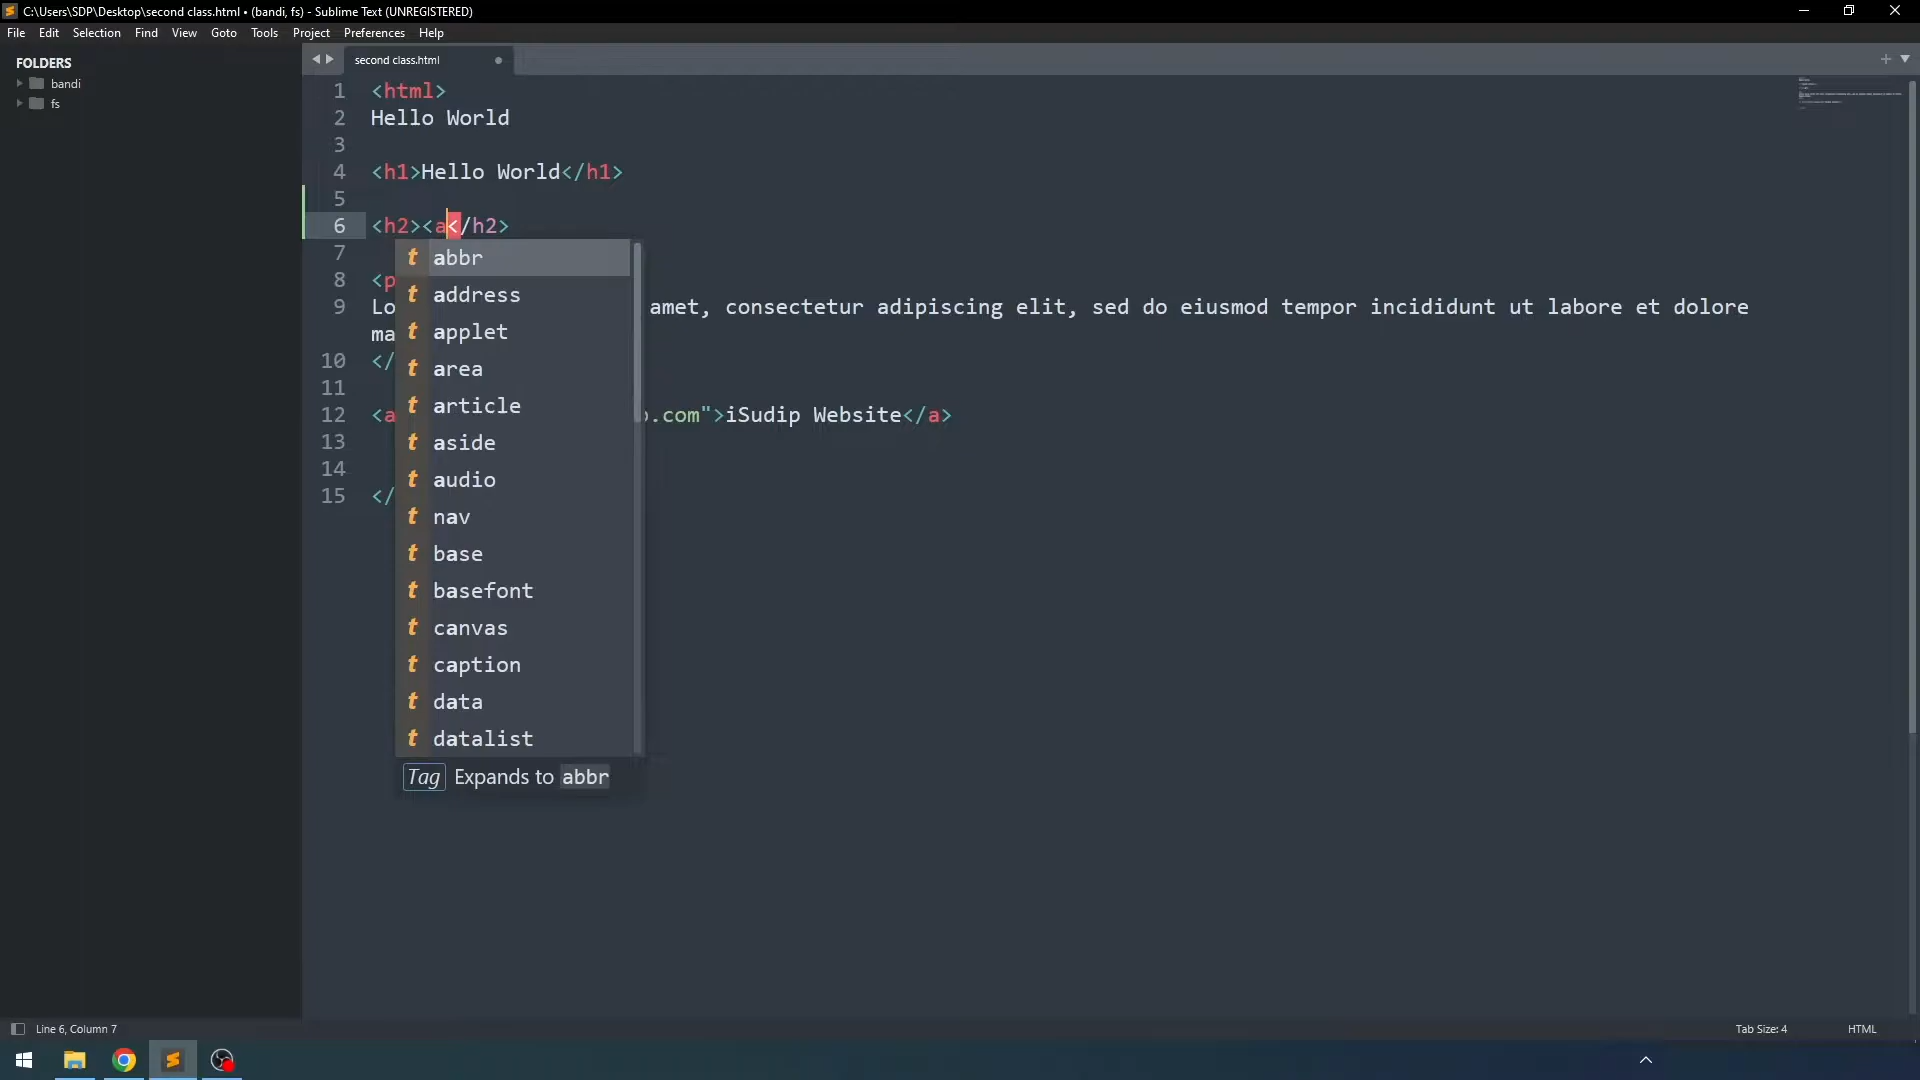 C:\Users\SDP\Desktop\second class.html • (bandi, fs) - Sublime Text (UNREGISTERED)
File Edit Selection Find View Goto Tools Project Preferences Help
FOLDERS
bandi
fs
second class.html
1 <html>
2 Hello World
3
4 <h1>Hello World</h1>
5
6 <h2><a</h2>
7
8 <p
9 Lo amet, consectetur adipiscing elit, sed do eiusmod tempor incididunt ut labore et dolore
ma
10 </
11
12 <a .com">iSudip Website</a>
13
14
15 </
t abbr
t address
t applet
t area
t article
t aside
t audio
t nav
t base
t basefont
t canvas
t caption
t data
t datalist
Tag Expands to abbr
Line 6, Column 7
Tab Size: 4
HTML